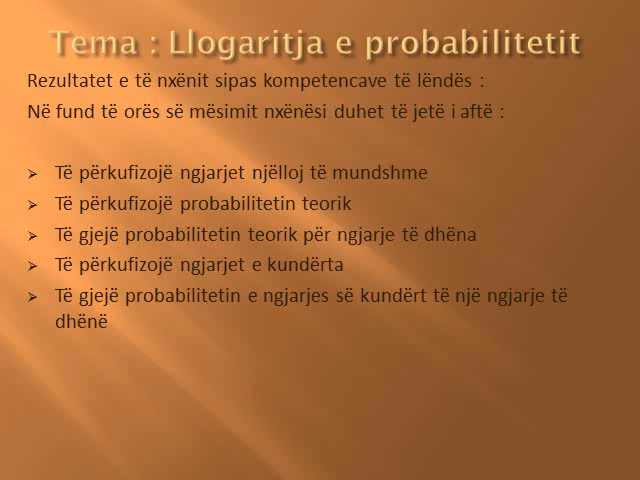 Tema : Llogaritja e probabilitetit
Rezultatet e të nxënit sipas kompetencave të lëndës :
Në fund të orës së mësimit nxënësi duhet të jetë i aftë :
➢ Të përkufizojë ngjarjet njëlloj të mundshme
➢ Të përkufizojë probabilitetin teorik
➢ Të gjejë probabilitetin teorik për ngjarje të dhëna
➢ Të përkufizojë ngjarjet e kundërta
➢ Të gjejë probabilitetin e ngjarjes së kundërt të një ngjarje të
dhënë